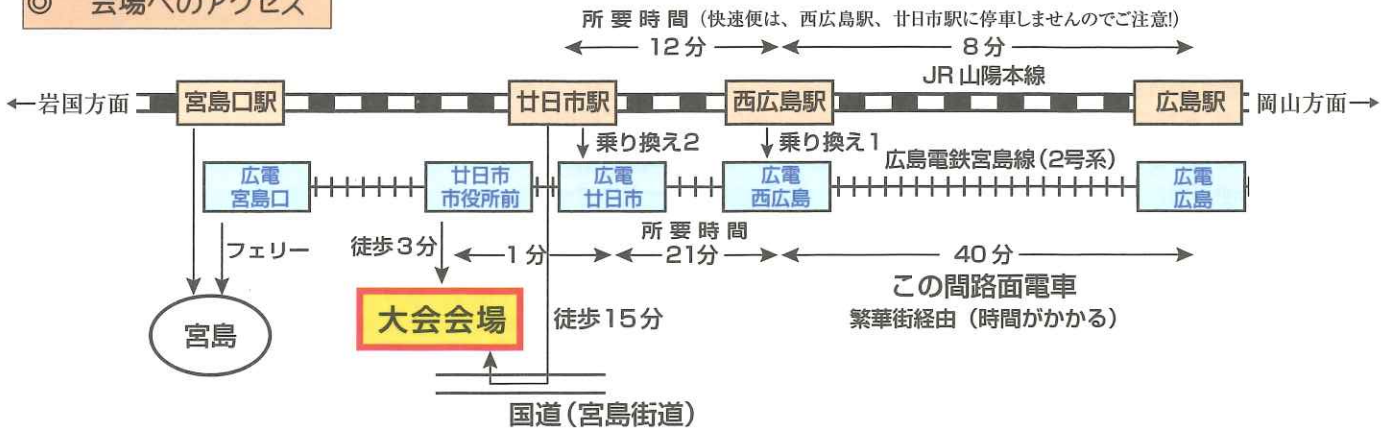 ◎ 会場へのアクセス
所要時間(快速便は、西広島駅、廿日市駅に停車しませんのでご注意!)
12分
8分
JR山陽本線
←岩国方面
宮島口駅
廿日市駅
西広島駅
広島駅
岡山方面→
乗り換え2
乗り換え1
広島電鉄宮島線(2号系)
広電
宮島口
廿日市
市役所前
広電
廿日市
広電
西広島
広電
広島
フェリー
徒歩3分
1分
所要時間
21分
40分
この間路面電車
繁華街経由(時間がかかる)
宮島
大会会場
徒歩15分
国道(宮島街道)